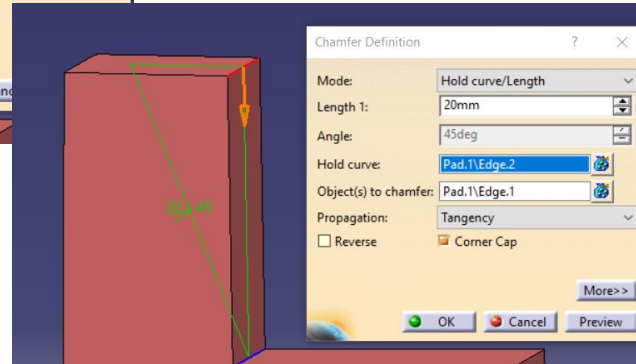 Chamfer Definition ? ×
Mode: Hold curve/Length
Length 1: 20mm
Angle: 45deg
Hold curve: Pad.1\Edge.2
Object(s) to chamfer: Pad.1\Edge.1
Propagation: Tangency
Reverse Corner Cap
More>>
OK Cancel Preview